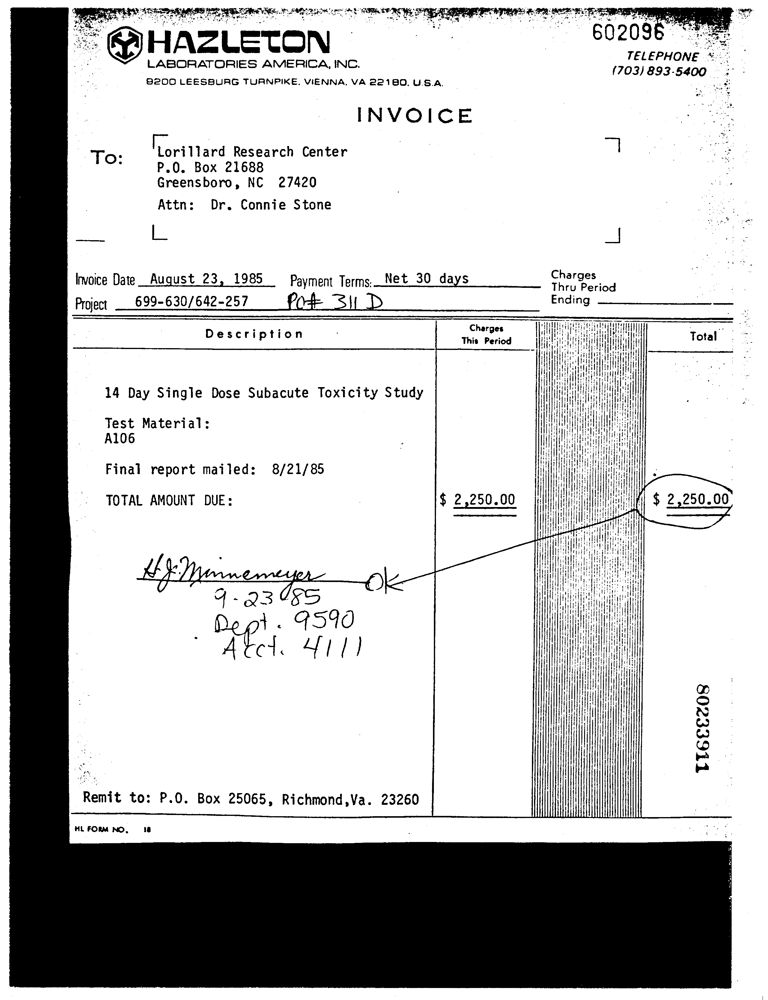 602096
HAZLETON
LABORATORIES AMERICA, INC.
9200 LEESBURG TURNPIKE, VIENNA, VA 22180, U.S.A.
TELEPHONE
(703) 893-5400
INVOICE
To:
Lorillard Research Center
P.O. Box 21688
Greensboro, NC 27420
Attn: Dr. Connie Stone
Invoice Date August 23, 1985 Payment Terms: Net 30 days
Charges
Thru Period
Ending
Project 699-630/642-257 PO# 311 D
Description
Charges
This Period
Total
14 Day Single Dose Subacute Toxicity Study
Test Material:
A106
Final report mailed: 8/21/85
TOTAL AMOUNT DUE: $ 2,250.00 $ 2,250.00
H.J. Minnemeyer OK
9-23-85
Dept. 9590
Acct. 4111
80233911
Remit to: P.O. Box 25065, Richmond,Va. 23260
HL FORM NO. 18